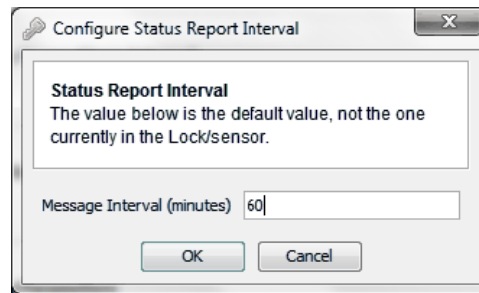 Configure Status Report Interval
Status Report Interval
The value below is the default value, not the one
currently in the Lock/sensor.
Message Interval (minutes) 60
OK Cancel